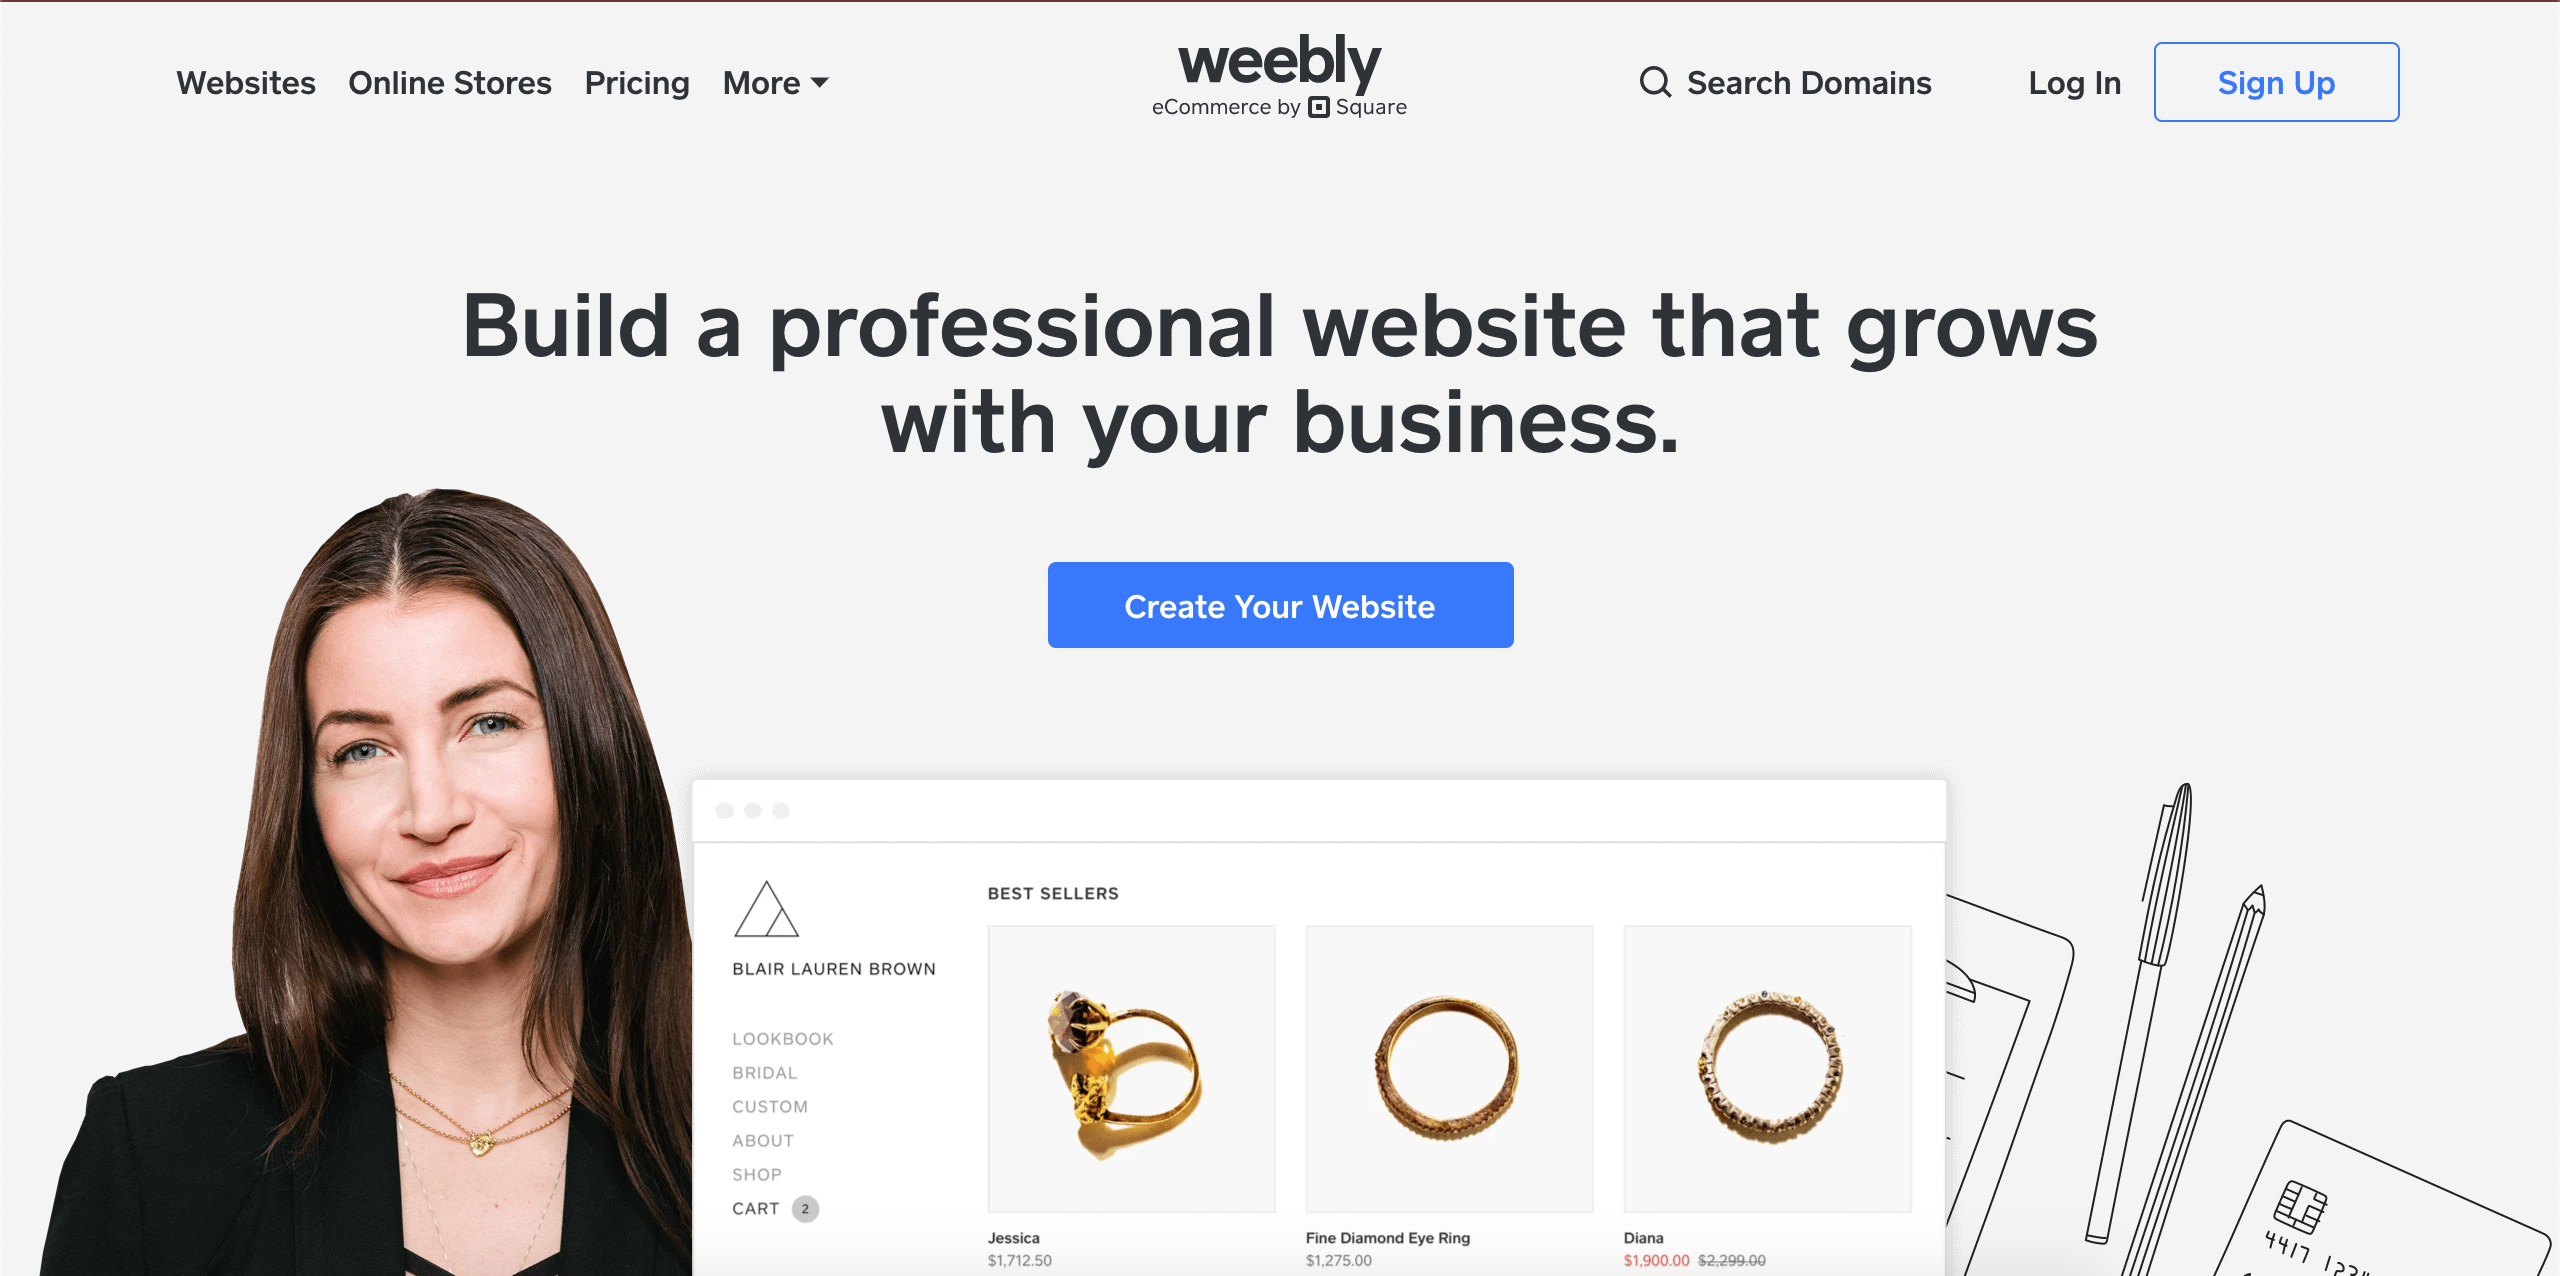 Websites Online Stores Pricing More
weebly
eCommerce by Square
Search Domains
Log In
Sign Up
Build a professional website that grows
with your business.
Create Your Website
BLAIR LAUREN BROWN
LOOKBOOK
BRIDAL
CUSTOM
ABOUT
SHOP
CART 2
BEST SELLERS
Jessica
$1,712.50
Fine Diamond Eye Ring
$1,275.00
Diana
$1,900.00 $2,299.00
4417 1234